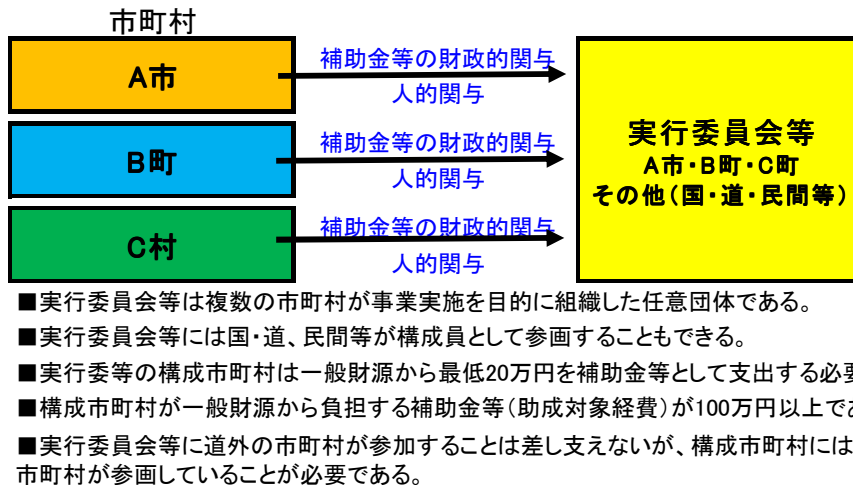 市町村
A市
補助金等の財政的関与
人的関与
B町
補助金等の財政的関与
人的関与
C村
補助金等の財政的関与
人的関与
実行委員会等
A市・B町・C町
その他(国・道・民間等)
■実行委員会等は複数の市町村が事業実施を目的に組織した任意団体である。
■実行委員会等には国・道、民間等が構成員として参画することもできる。
■実行委等の構成市町村は一般財源から最低20万円を補助金等として支出する必要
■構成市町村が一般財源から負担する補助金等(助成対象経費)が100万円以上であ
■実行委員会等に道外の市町村が参加することは差し支えないが、構成市町村には
市町村が参画していることが必要である。